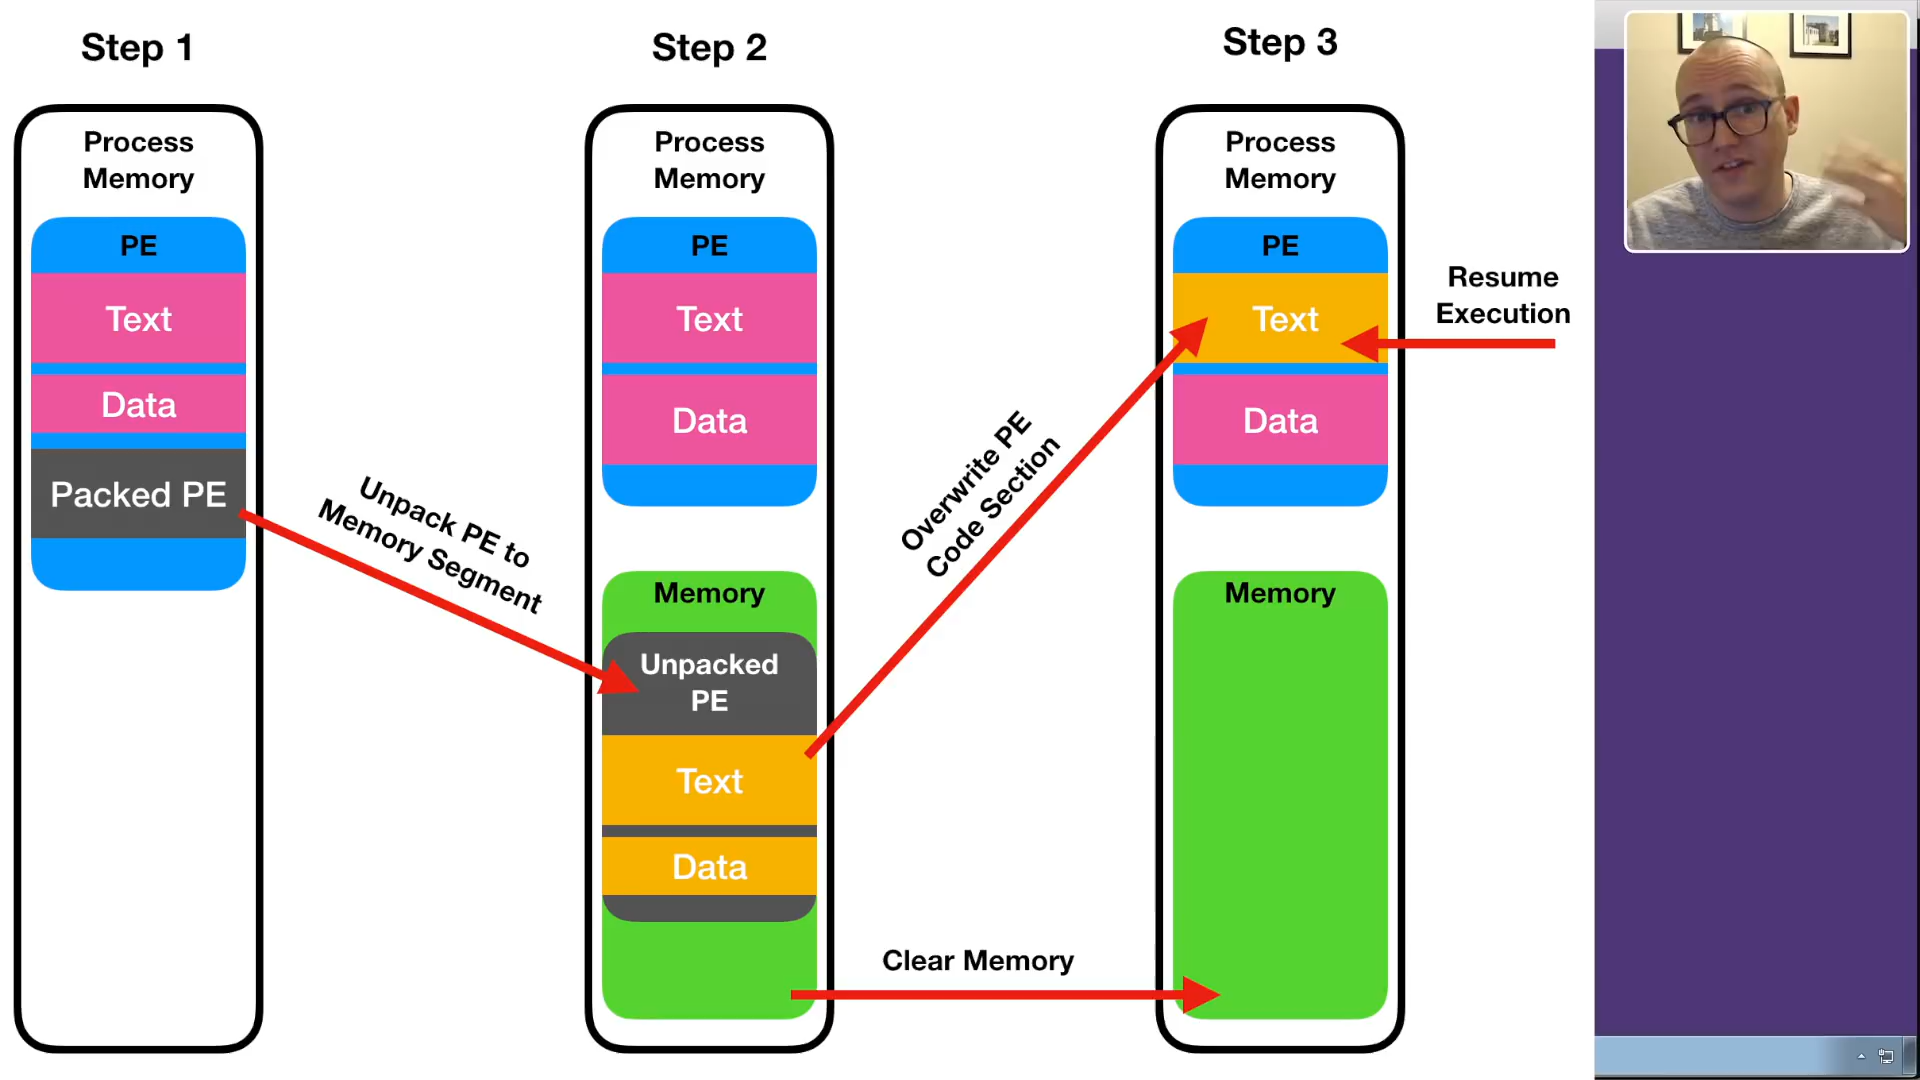 Step 1
Process
Memory
PE
Text
Data
Packed PE
Unpack PE to
Memory Segment
Step 2
Process
Memory
PE
Text
Data
Memory
Unpacked
PE
Text
Data
Overwrite PE
Code Section
Clear Memory
Step 3
Process
Memory
PE
Text
Data
Memory
Resume
Execution